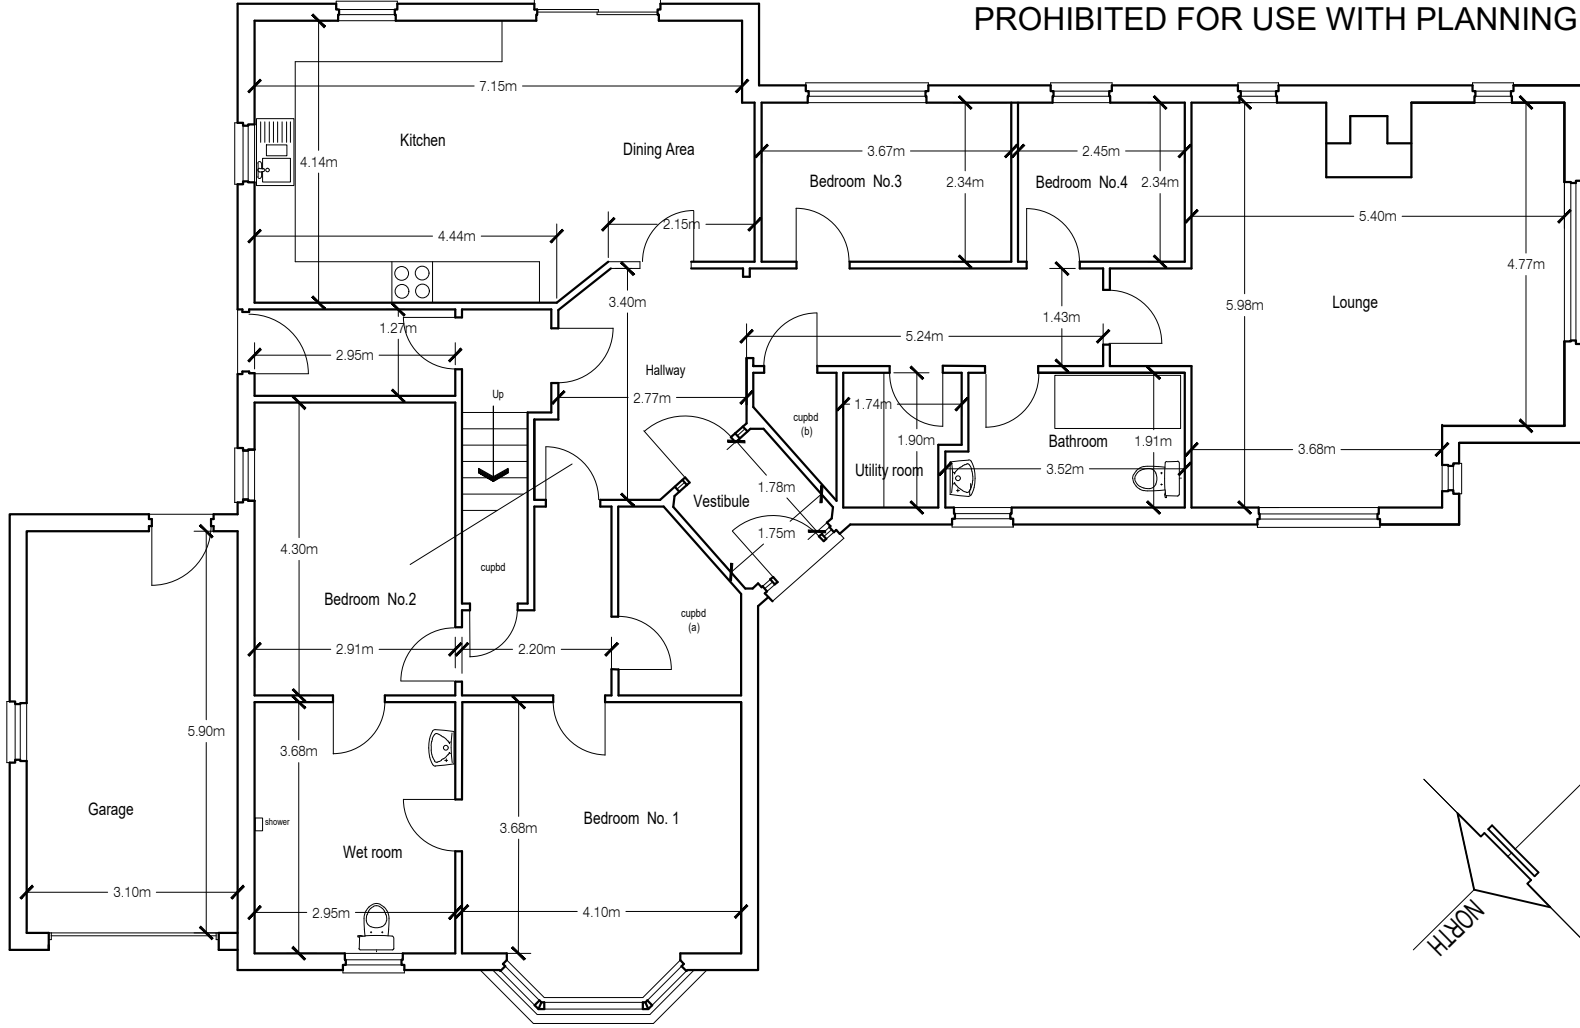 PROHIBITED FOR USE WITH PLANNING
7.15m
Kitchen
Dining Area
4.14m
3.67m
2.45m
Bedroom No.3
2.34m
Bedroom No.4
2.34m
5.40m
2.15m
4.44m
4.77m
3.40m
5.98m
Lounge
1.43m
1.27m
5.24m
2.95m
Hallway
Up
2.77m
1.74m
cupbd
(b)
1.90m
Bathroom
1.91m
3.68m
Utility room
3.52m
1.78m
Vestibule
1.75m
4.30m
cupbd
Bedroom No.2
cupbd
(a)
2.91m
2.20m
5.90m
3.68m
Garage
shower
Bedroom No. 1
3.68m
Wet room
3.10m
2.95m
4.10m
NORTH